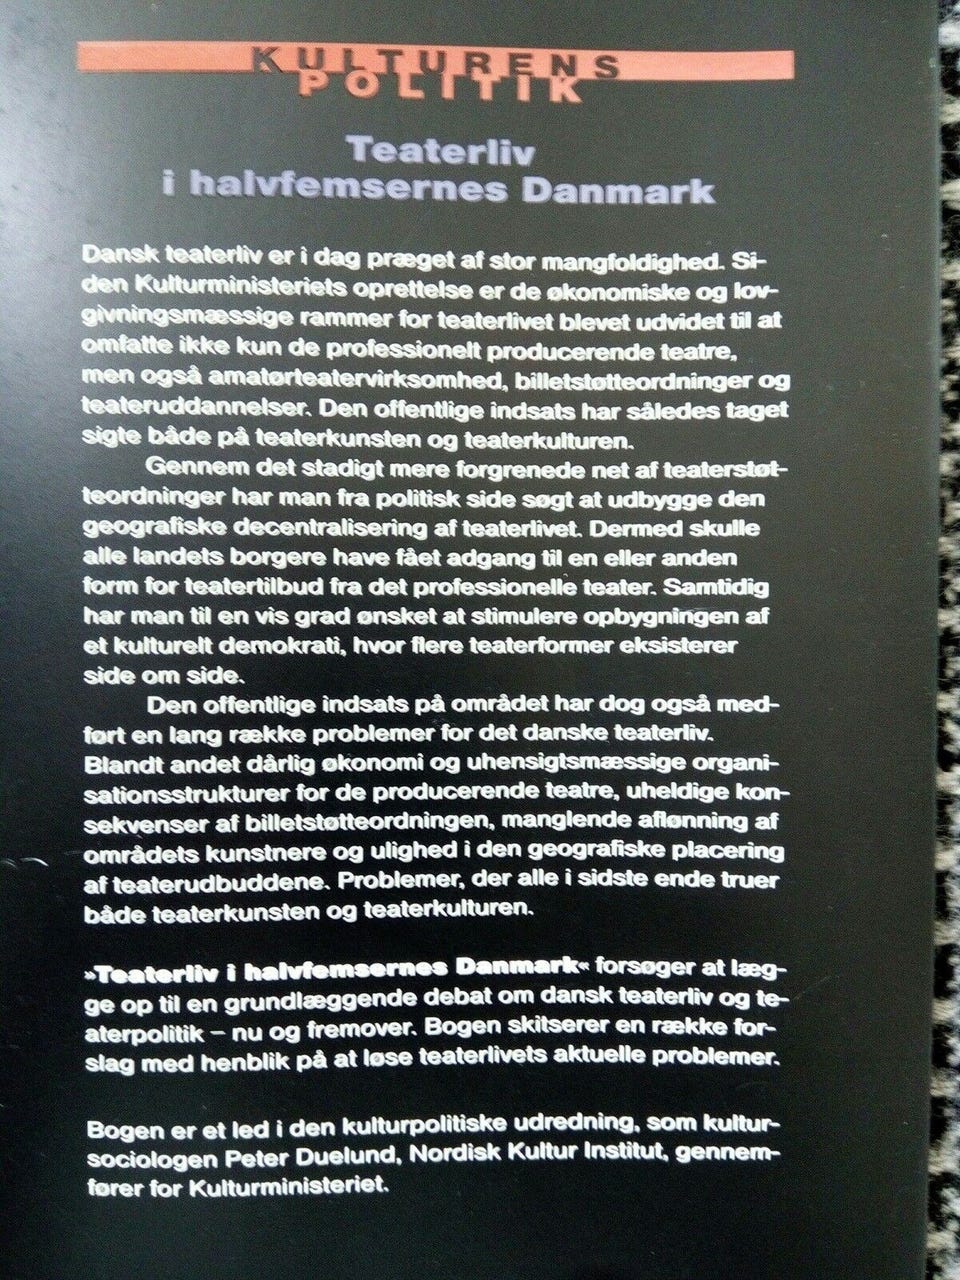 KULTURENS
POLITIK
Teaterliv
i halvfemsernes Danmark
Dansk teaterliv er i dag præget af stor mangfoldighed. Si-
den Kulturministeriets oprettelse er de økonomiske og lov-
givningsmæssige rammer for teaterlivet blevet udvidet til at
omfatte ikke kun de professionelt producerende teatre,
men også amatørteatervirksomhed, billetstøtteordninger og
teateruddannelser. Den offentlige indsats har således taget
sigte både på teaterkunsten og teaterkulturen.
Gennem det stadigt mere forgrenede net af teaterstøt-
teordninger har man fra politisk side søgt at udbygge den
geografiske decentralisering af teaterlivet. Dermed skulle
alle landets borgere have fået adgang til en eller anden
form for teatertilbud fra det professionelle teater. Samtidig
har man til en vis grad ønsket at stimulere opbygningen af
et kulturelt demokrati, hvor flere teaterformer eksisterer
side om side.
Den offentlige indsats på området har dog også med-
ført en lang række problemer for det danske teaterliv.
Blandt andet dårlig økonomi og uhensigtsmæssige organi-
sationsstrukturer for de producerende teatre, uheldige kon-
sekvenser af billetstøtteordningen, manglende aflønning af
områdets kunstnere og ulighed i den geografiske placering
af teaterudbuddene. Problemer, der alle i sidste ende truer
både teaterkunsten og teaterkulturen.
»Teaterliv i halvfemsernes Danmark« forsøger at læg-
ge op til en grundlæggende debat om dansk teaterliv og te-
aterpolitik – nu og fremover. Bogen skitserer en række for-
slag med henblik på at løse teaterlivets aktuelle problemer.
Bogen er et led i den kulturpolitiske udredning, som kultur-
sociologen Peter Duelund, Nordisk Kultur Institut, gennem-
fører for Kulturministeriet.